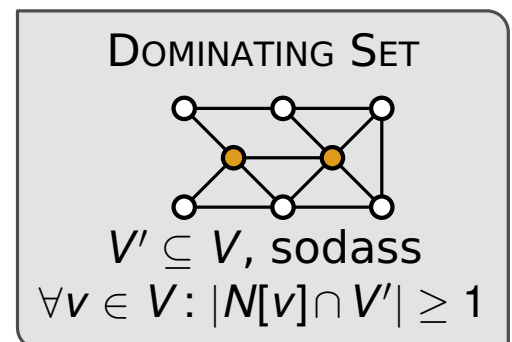 DOMINATING SET
V′ ⊆ V, sodass
∀v ∈ V: |N[v]∩V′| ≥ 1